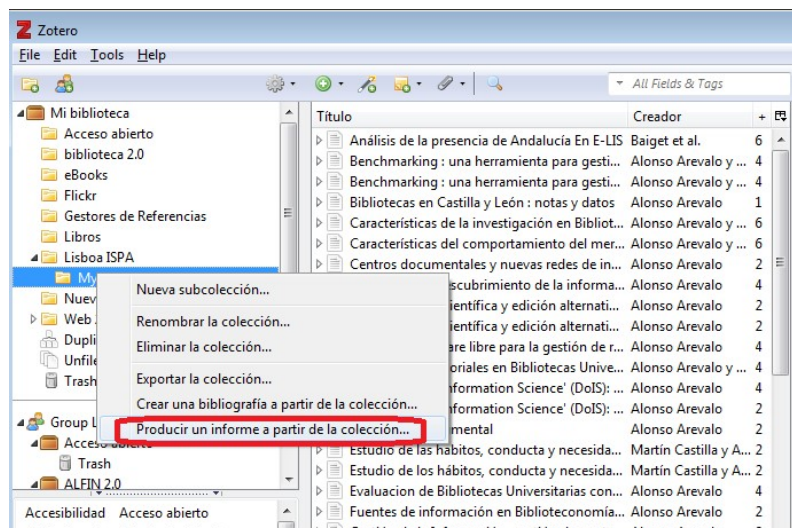 Zotero
File Edit Tools Help
All Fields & Tags
Mi biblioteca
Acceso abierto
biblioteca 2.0
eBooks
Flickr
Gestores de Referencias
Libros
Lisboa ISPA
My
Nuev
Web
Dupli
Unfile
Trash
Group L
Acceso abierto
Trash
ALFIN 2.0
Accesibilidad Acceso abierto
Título Creador +
Análisis de la presencia de Andalucía En E-LIS Baiget et al. 6
Benchmarking : una herramienta para gesti... Alonso Arevalo y ... 4
Benchmarking : una herramienta para gesti... Alonso Arevalo y ... 4
Bibliotecas en Castilla y León : notas y datos Alonso Arevalo 1
Características de la investigación en Bibliot... Alonso Arevalo y ... 6
Características del comportamiento del mer... Alonso Arevalo y ... 6
Centros documentales y nuevas redes de in... Alonso Arevalo 2
scubrimiento de la informa... Alonso Arevalo 4
ientífica y edición alternati... Alonso Arevalo 2
ientífica y edición alternati... Alonso Arevalo 2
are libre para la gestión de r... Alonso Arevalo 4
oriales en Bibliotecas Unive... Alonso Arevalo y ... 4
nformation Science' (DoIS): ... Alonso Arevalo 4
nformation Science' (DoIS): ... Alonso Arevalo 2
mental Alonso Arevalo 2
Estudio de las hábitos, conducta y necesida... Martín Castilla y A... 2
Estudio de los hábitos, conducta y necesida... Martín Castilla y A... 2
Evaluacion de Bibliotecas Universitarias con... Alonso Arevalo 4
Fuentes de información en Biblioteconomía... Alonso Arevalo 2
Nueva subcolección...
Renombrar la colección...
Eliminar la colección...
Exportar la colección...
Crear una bibliografía a partir de la colección...
Producir un informe a partir de la colección...